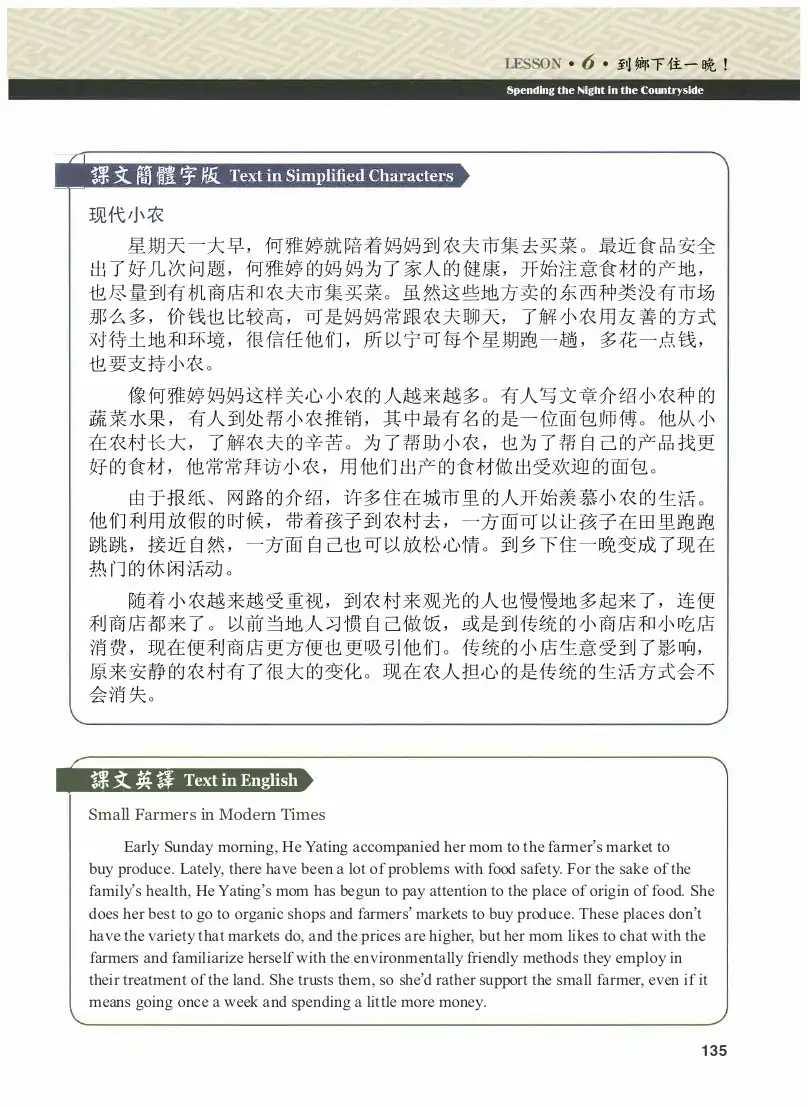 LESSON • 6 • 到鄉下住一晚！
Spending the Night in the Countryside
課文簡體字版 Text in Simplified Characters
现代小农
星期天一大早，何雅婷就陪着妈妈到农夫市集去买菜。最近食品安全
出了好几次问题，何雅婷的妈妈为了家人的健康，开始注意食材的产地，
也尽量到有机商店和农夫市集买菜。虽然这些地方卖的东西种类没有市场
那么多，价钱也比较高，可是妈妈常跟农夫聊天，了解小农用友善的方式
对待土地和环境，很信任他们，所以宁可每个星期跑一趟，多花一点钱，
也要支持小农。
像何雅婷妈妈这样关心小农的人越来越多。有人写文章介绍小农种的
蔬菜水果，有人到处帮小农推销，其中最有名的是一位面包师傅。他从小
在农村长大，了解农夫的辛苦。为了帮助小农，也为了帮自己的产品找更
好的食材，他常常拜访小农，用他们出产的食材做出受欢迎的面包。
由于报纸、网路的介绍，许多住在城市里的人开始羡慕小农的生活。
他们利用放假的时候，带着孩子到农村去，一方面可以让孩子在田里跑跑
跳跳，接近自然，一方面自己也可以放松心情。到乡下住一晚变成了现在
热门的休闲活动。
随着小农越来越受重视，到农村来观光的人也慢慢地多起来了，连便
利商店都来了。以前当地人习惯自己做饭，或是到传统的小商店和小吃店
消费，现在便利商店更方便也更吸引他们。传统的小店生意受到了影响，
原来安静的农村有了很大的变化。现在农人担心的是传统的生活方式会不
会消失。
課文英譯 Text in English
Small Farmers in Modern Times
Early Sunday morning, He Yating accompanied her mom to the farmer's market to
buy produce. Lately, there have been a lot of problems with food safety. For the sake of the
family's health, He Yating's mom has begun to pay attention to the place of origin of food. She
does her best to go to organic shops and farmers' markets to buy produce. These places don't
have the variety that markets do, and the prices are higher, but her mom likes to chat with the
farmers and familiarize herself with the environmentally friendly methods they employ in
their treatment of the land. She trusts them, so she'd rather support the small farmer, even if it
means going once a week and spending a little more money.
135